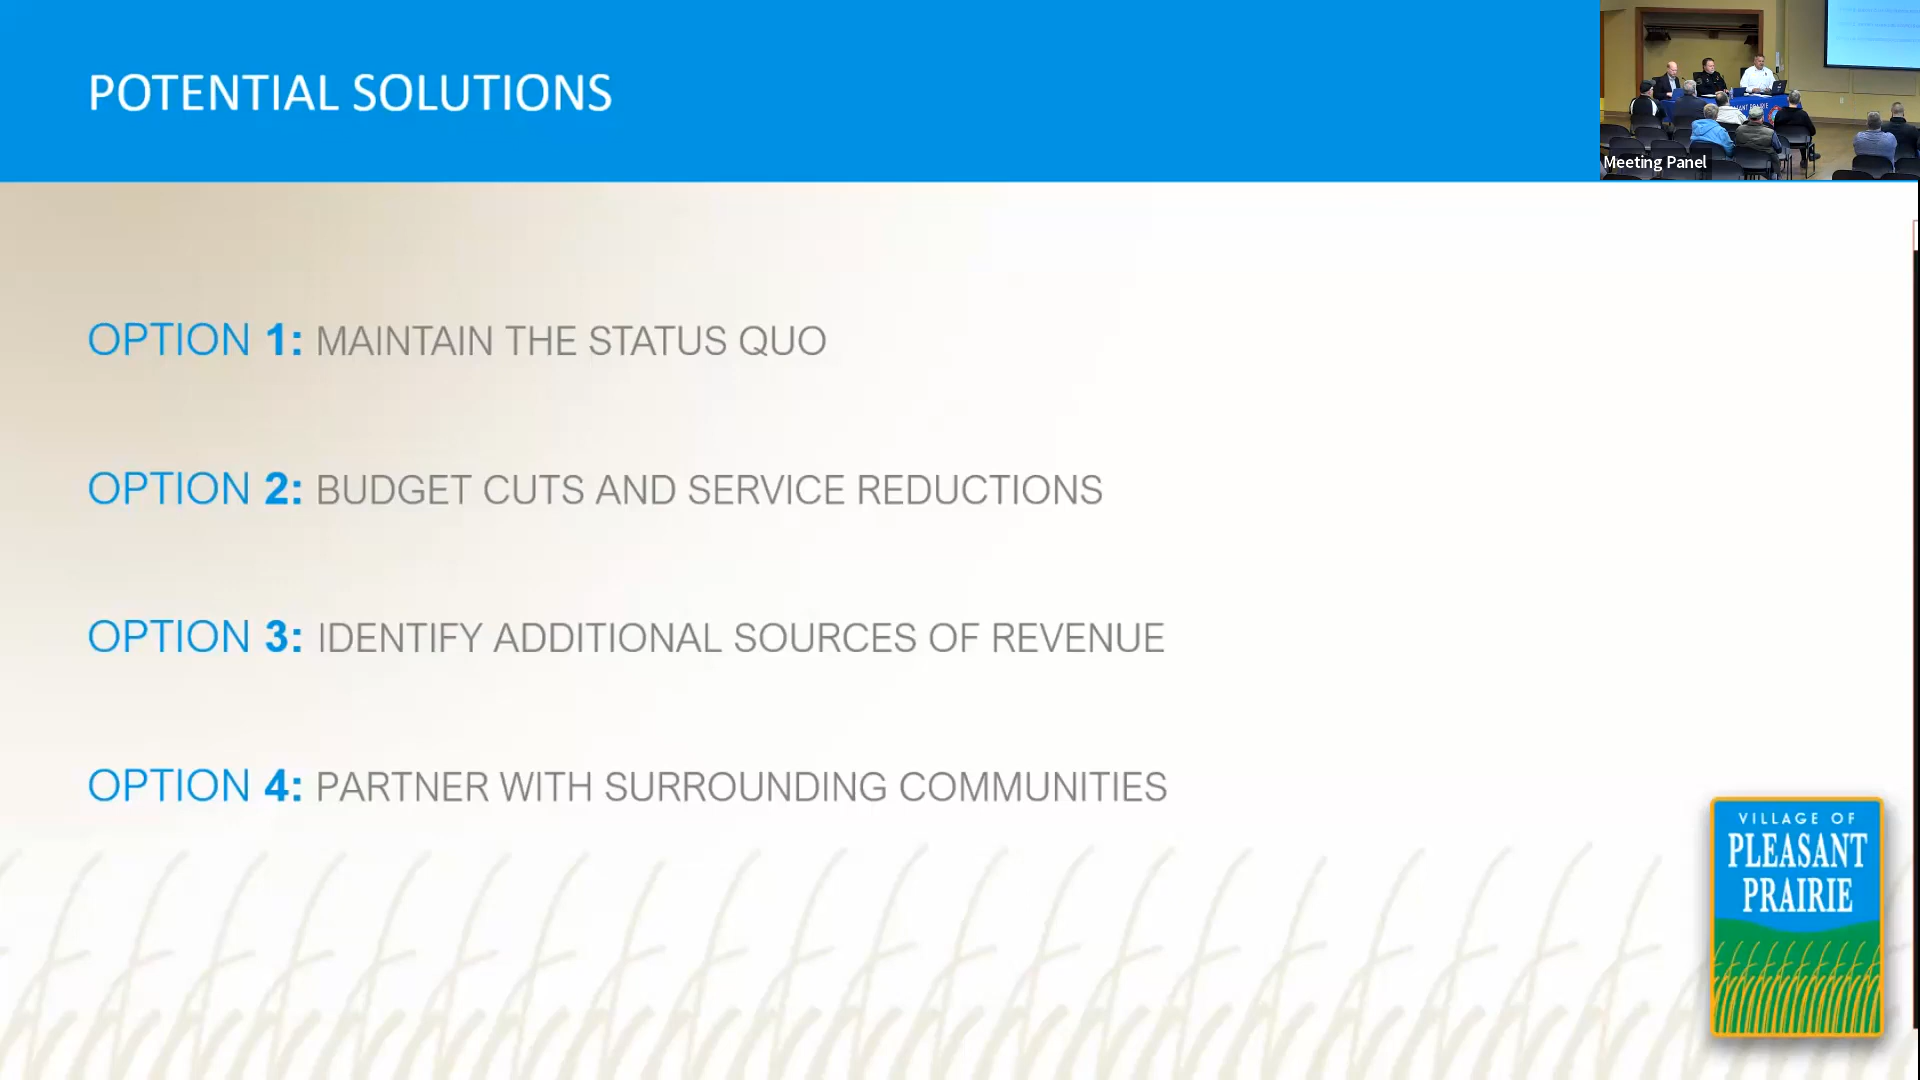 POTENTIAL SOLUTIONS
Meeting Panel
OPTION 1: MAINTAIN THE STATUS QUO
OPTION 2: BUDGET CUTS AND SERVICE REDUCTIONS
OPTION 3: IDENTIFY ADDITIONAL SOURCES OF REVENUE
OPTION 4: PARTNER WITH SURROUNDING COMMUNITIES
VILLAGE OF
PLEASANT
PRAIRIE